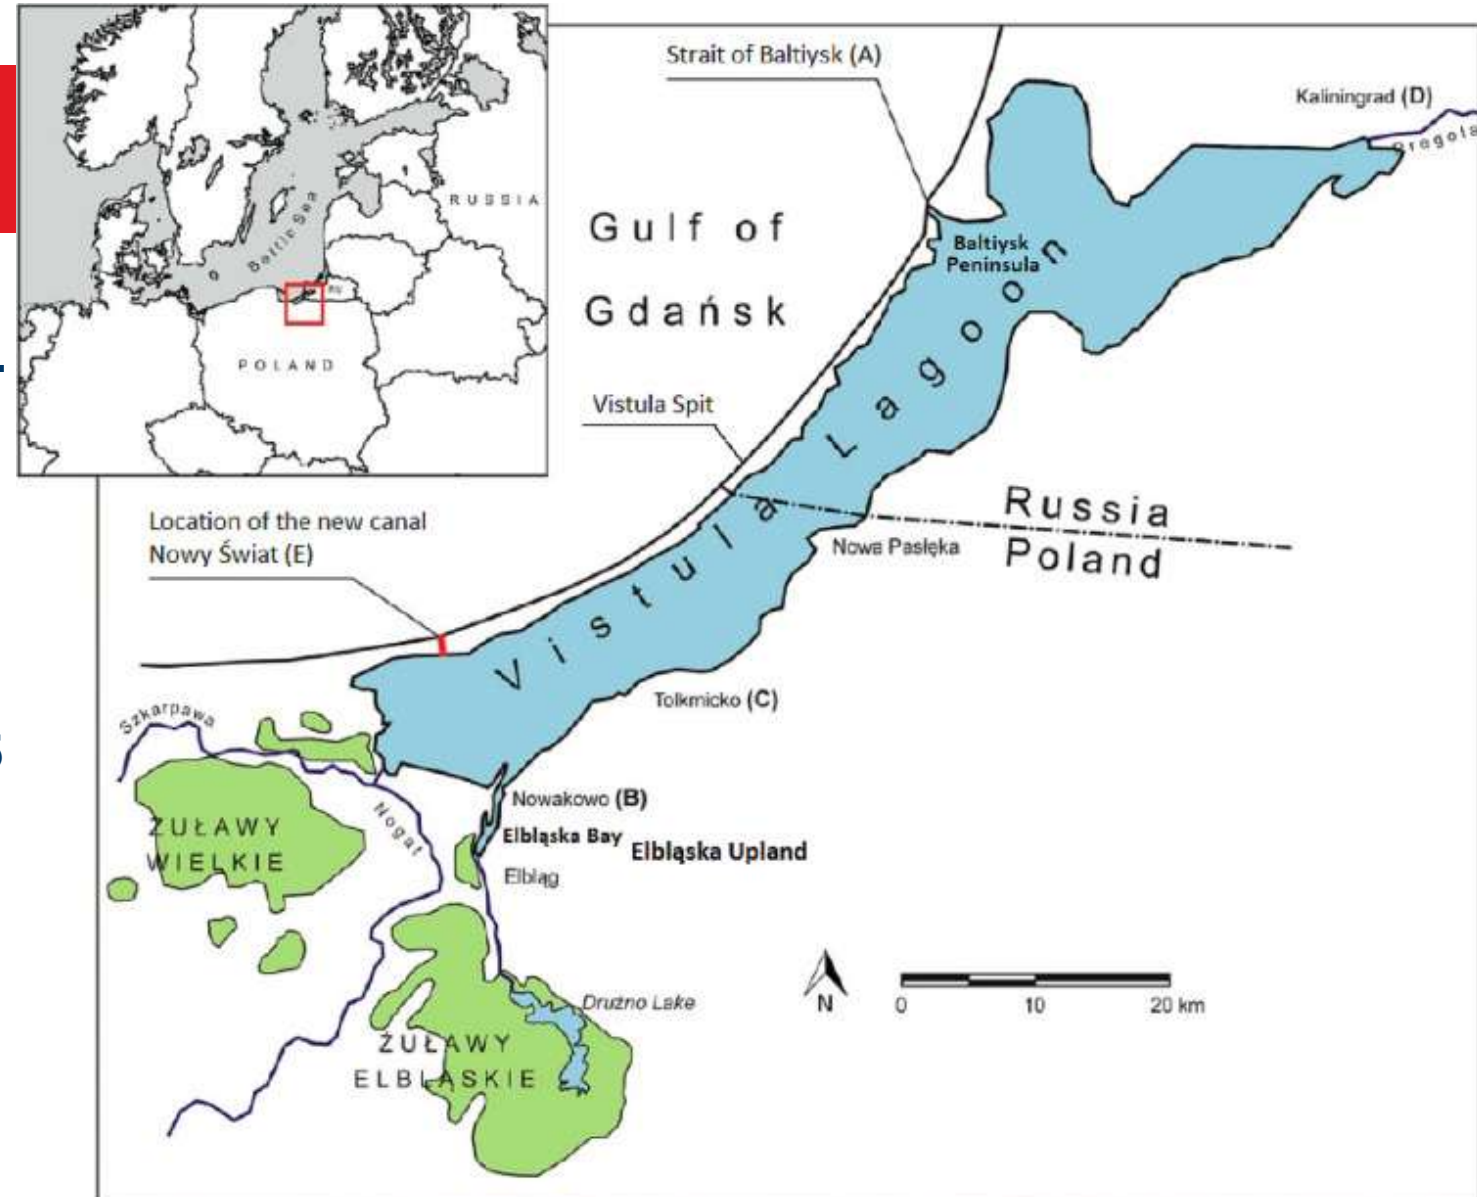 Strait of Baltiysk (A)
Kaliningrad (D)
Pregoła
RUSSIA
Baltic Sea
POLAND
Gulf of
Gdańsk
Baltiysk
Peninsula
Vistula Spit
Vistula Lagoon
Russia
Poland
Nowa Pasłęka
Location of the new canal
Nowy Świat (E)
Tolkmicko (C)
Szkarpawa
Nogat
Nowakowo (B)
Elbląska Bay
Elbląska Upland
Elbląg
ŻUŁAWY
WIELKIE
Drużno Lake
ŻUŁAWY
ELBLĄSKIE
N
0 10 20 km